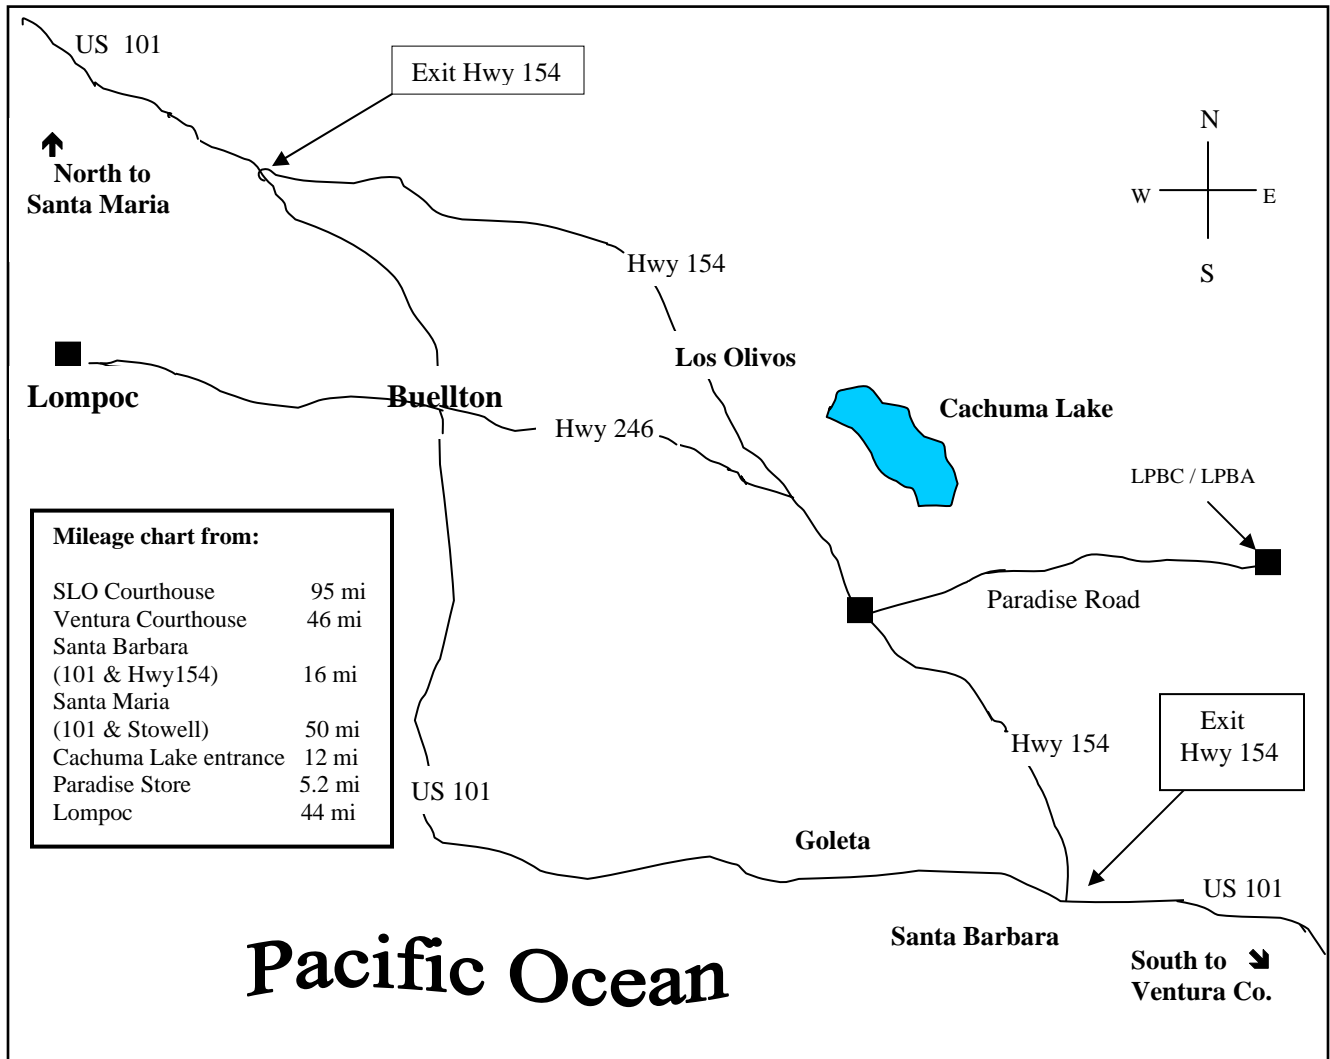 US 101
Exit Hwy 154
N
W
E
S
North to
Santa Maria
Hwy 154
Los Olivos
Lompoc
Buellton
Hwy 246
Cachuma Lake
LPBC / LPBA
Paradise Road
Mileage chart from:
SLO Courthouse 95 mi
Ventura Courthouse 46 mi
Santa Barbara
(101 & Hwy154) 16 mi
Santa Maria
(101 & Stowell) 50 mi
Cachuma Lake entrance 12 mi
Paradise Store 5.2 mi
Lompoc 44 mi
Exit
Hwy 154
Hwy 154
US 101
Goleta
US 101
Santa Barbara
South to
Ventura Co.
Pacific Ocean